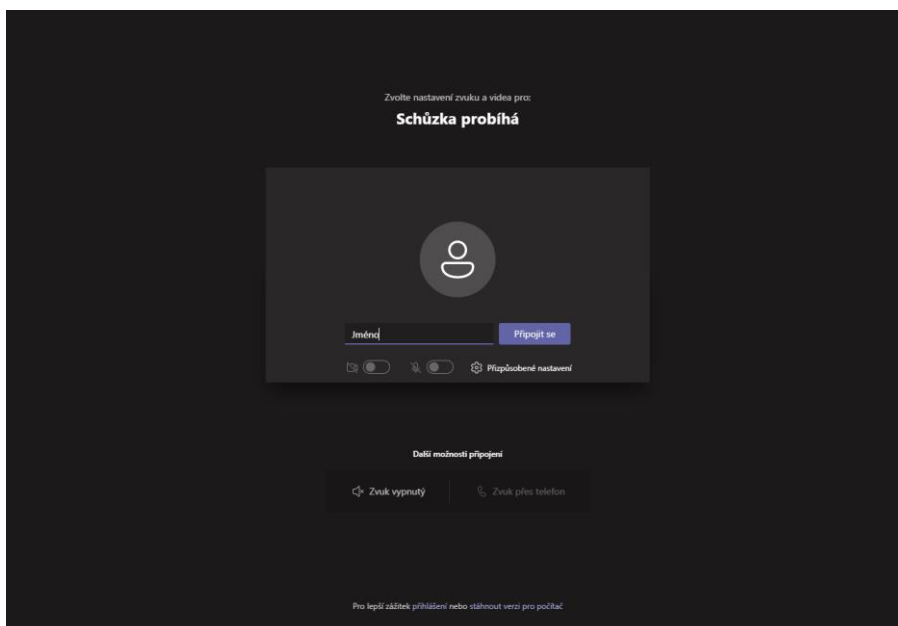 Zvolte nastavení zvuku a videa pro:
Schůzka probíhá
Jméno
Připojit se
Přizpůsobené nastavení
Další možnosti připojení
Zvuk vypnutý
Zvuk přes telefon
Pro lepší zážitek přihlášení nebo stáhnout verzi pro počítač